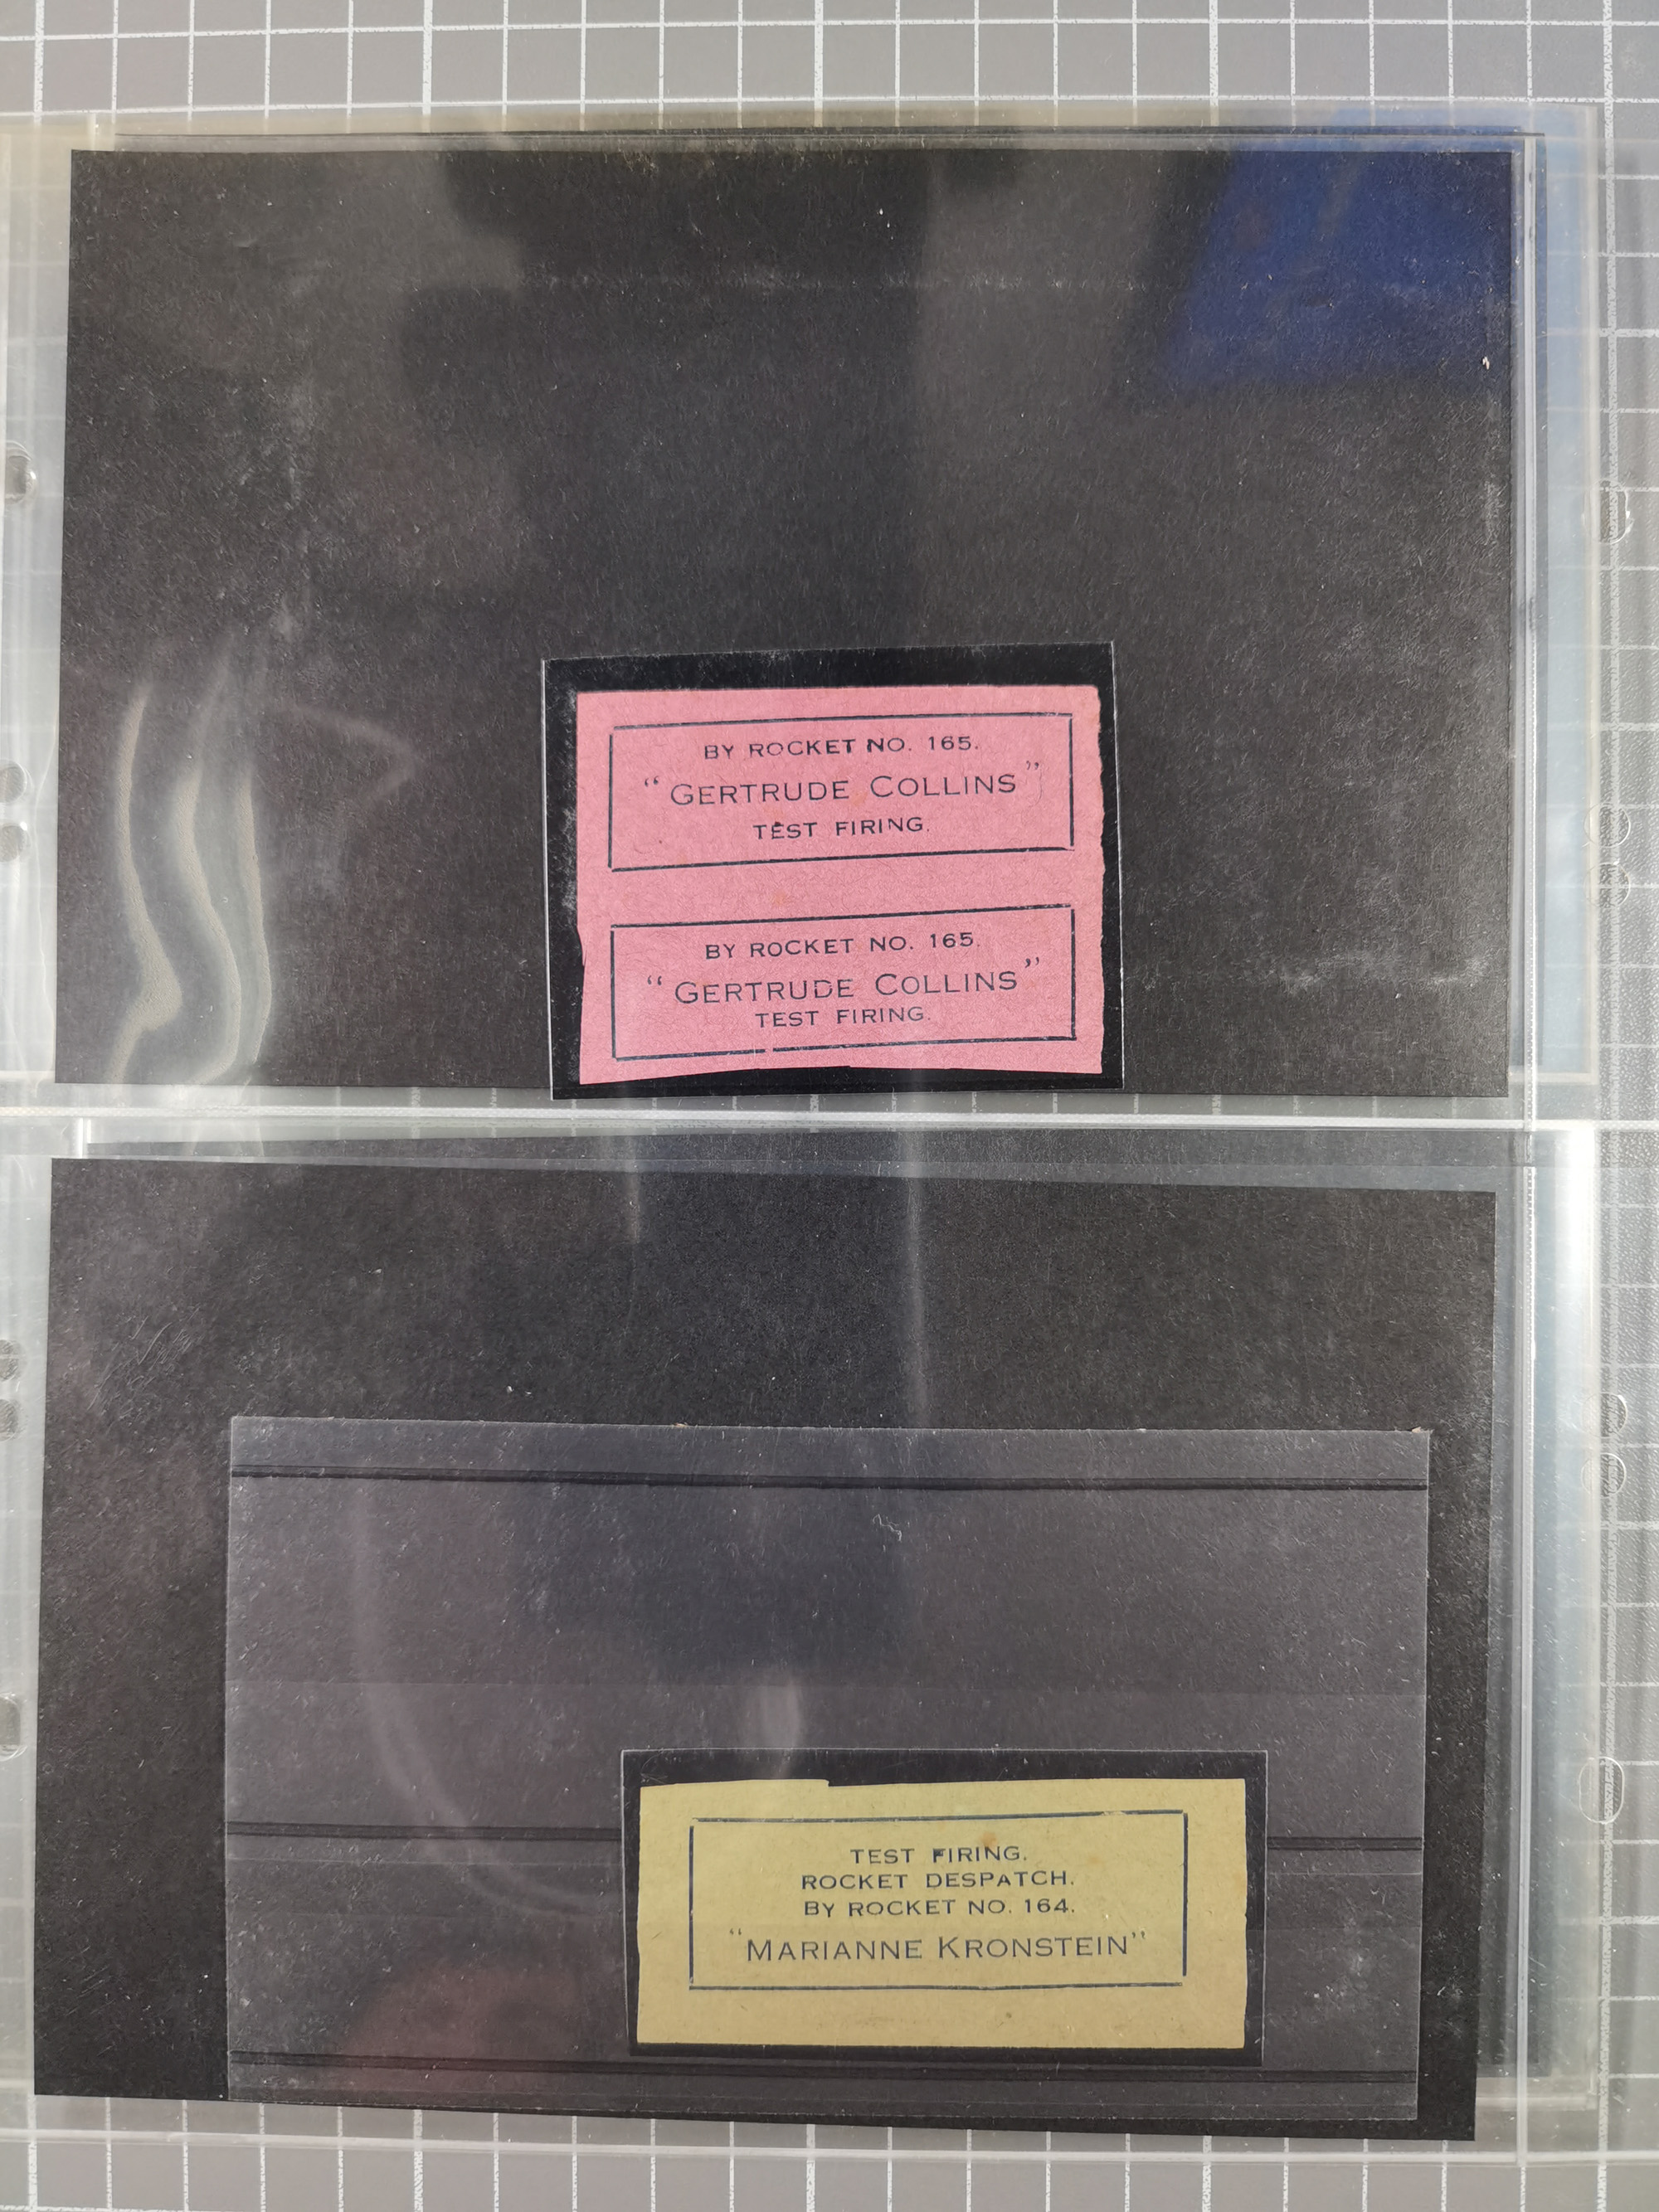 BY ROCKET NO. 165.
“GERTRUDE COLLINS”
TEST FIRING.
BY ROCKET NO. 165.
“GERTRUDE COLLINS”
TEST FIRING.
TEST FIRING.
ROCKET DESPATCH.
BY ROCKET NO. 164.
“MARIANNE KRONSTEIN”